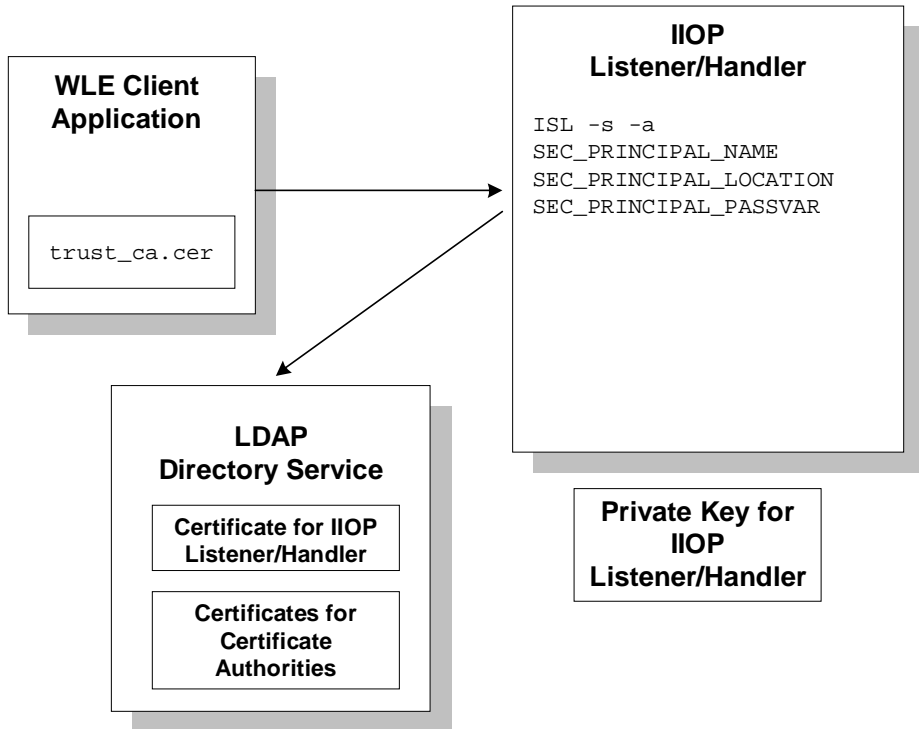 WLE Client
Application
trust_ca.cer
IIOP
Listener/Handler
ISL -s -a
SEC_PRINCIPAL_NAME
SEC_PRINCIPAL_LOCATION
SEC_PRINCIPAL_PASSVAR
LDAP
Directory Service
Certificate for IIOP
Listener/Handler
Certificates for
Certificate
Authorities
Private Key for
IIOP
Listener/Handler